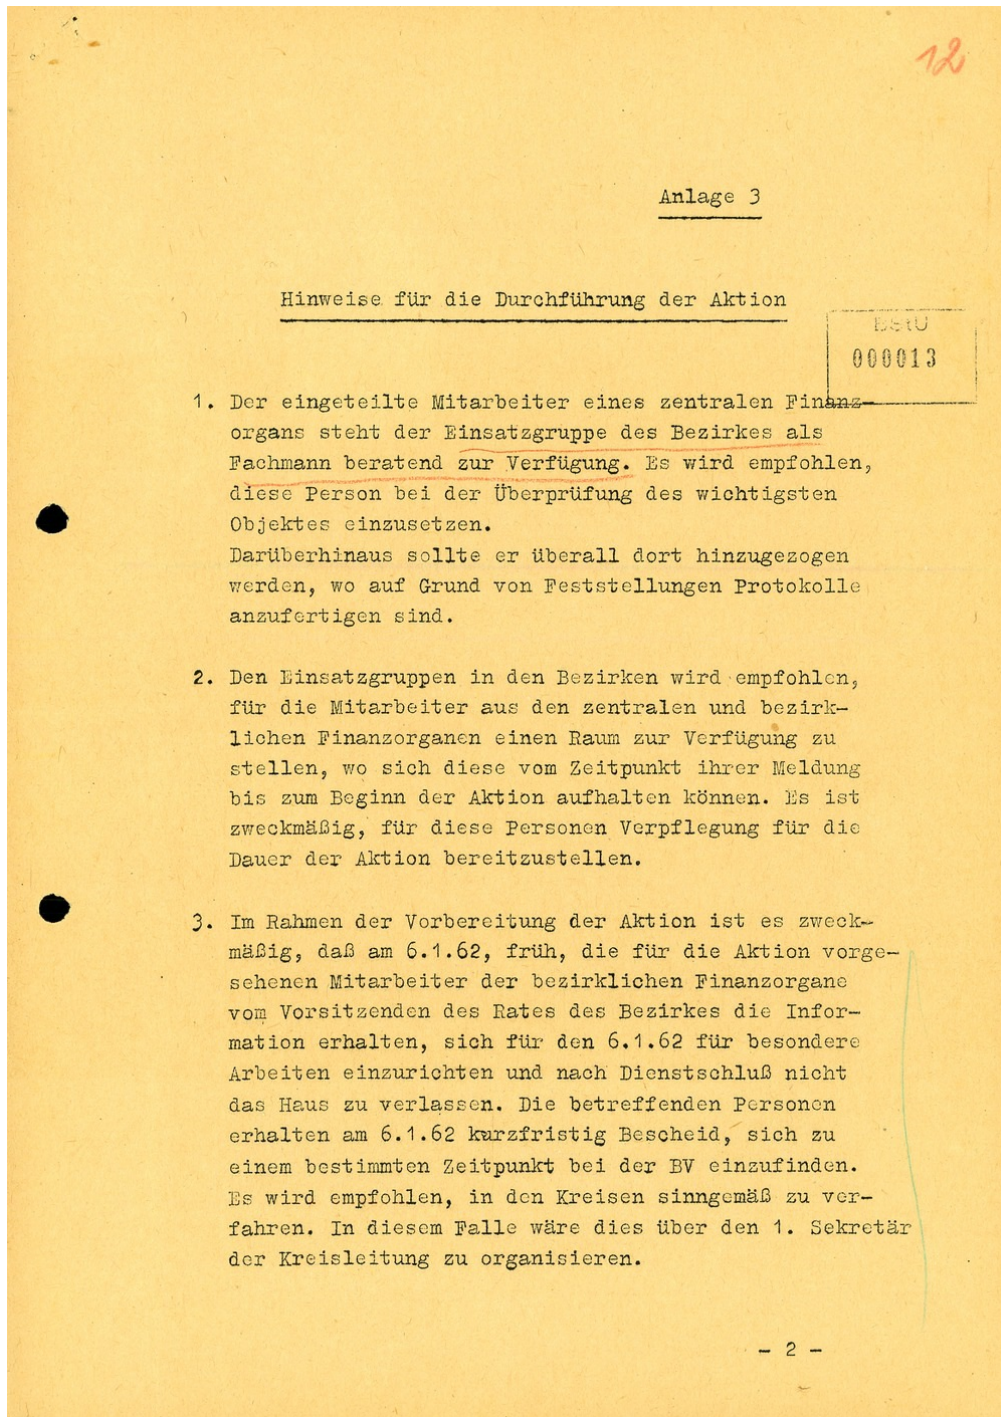 12
Anlage 3
Hinweise für die Durchführung der Aktion
BStU
000013
1. Der eingeteilte Mitarbeiter eines zentralen Finanz-
organs steht der Einsatzgruppe des Bezirkes als
Fachmann beratend zur Verfügung. Es wird empfohlen,
diese Person bei der Überprüfung des wichtigsten
Objektes einzusetzen.
Darüberhinaus sollte er überall dort hinzugezogen
werden, wo auf Grund von Feststellungen Protokolle
anzufertigen sind.
2. Den Einsatzgruppen in den Bezirken wird empfohlen,
für die Mitarbeiter aus den zentralen und bezirk-
lichen Finanzorganen einen Raum zur Verfügung zu
stellen, wo sich diese vom Zeitpunkt ihrer Meldung
bis zum Beginn der Aktion aufhalten können. Es ist
zweckmäßig, für diese Personen Verpflegung für die
Dauer der Aktion bereitzustellen.
3. Im Rahmen der Vorbereitung der Aktion ist es zweck-
mäßig, daß am 6.1.62, früh, die für die Aktion vorge-
sehenen Mitarbeiter der bezirklichen Finanzorgane
vom Vorsitzenden des Rates des Bezirkes die Infor-
mation erhalten, sich für den 6.1.62 für besondere
Arbeiten einzurichten und nach Dienstschluß nicht
das Haus zu verlassen. Die betreffenden Personen
erhalten am 6.1.62 kurzfristig Bescheid, sich zu
einem bestimmten Zeitpunkt bei der BV einzufinden.
Es wird empfohlen, in den Kreisen sinngemäß zu ver-
fahren. In diesem Falle wäre dies über den 1. Sekretär
der Kreisleitung zu organisieren.
- 2 -